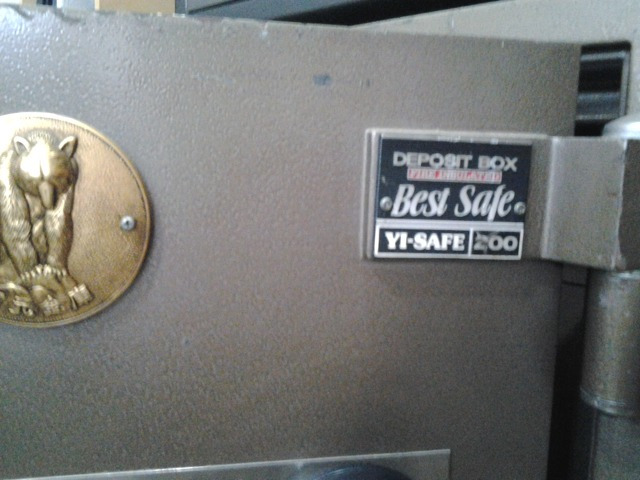 DEPOSIT BOX
FIRE INSULATED
Best Safe
YI-SAFE 200